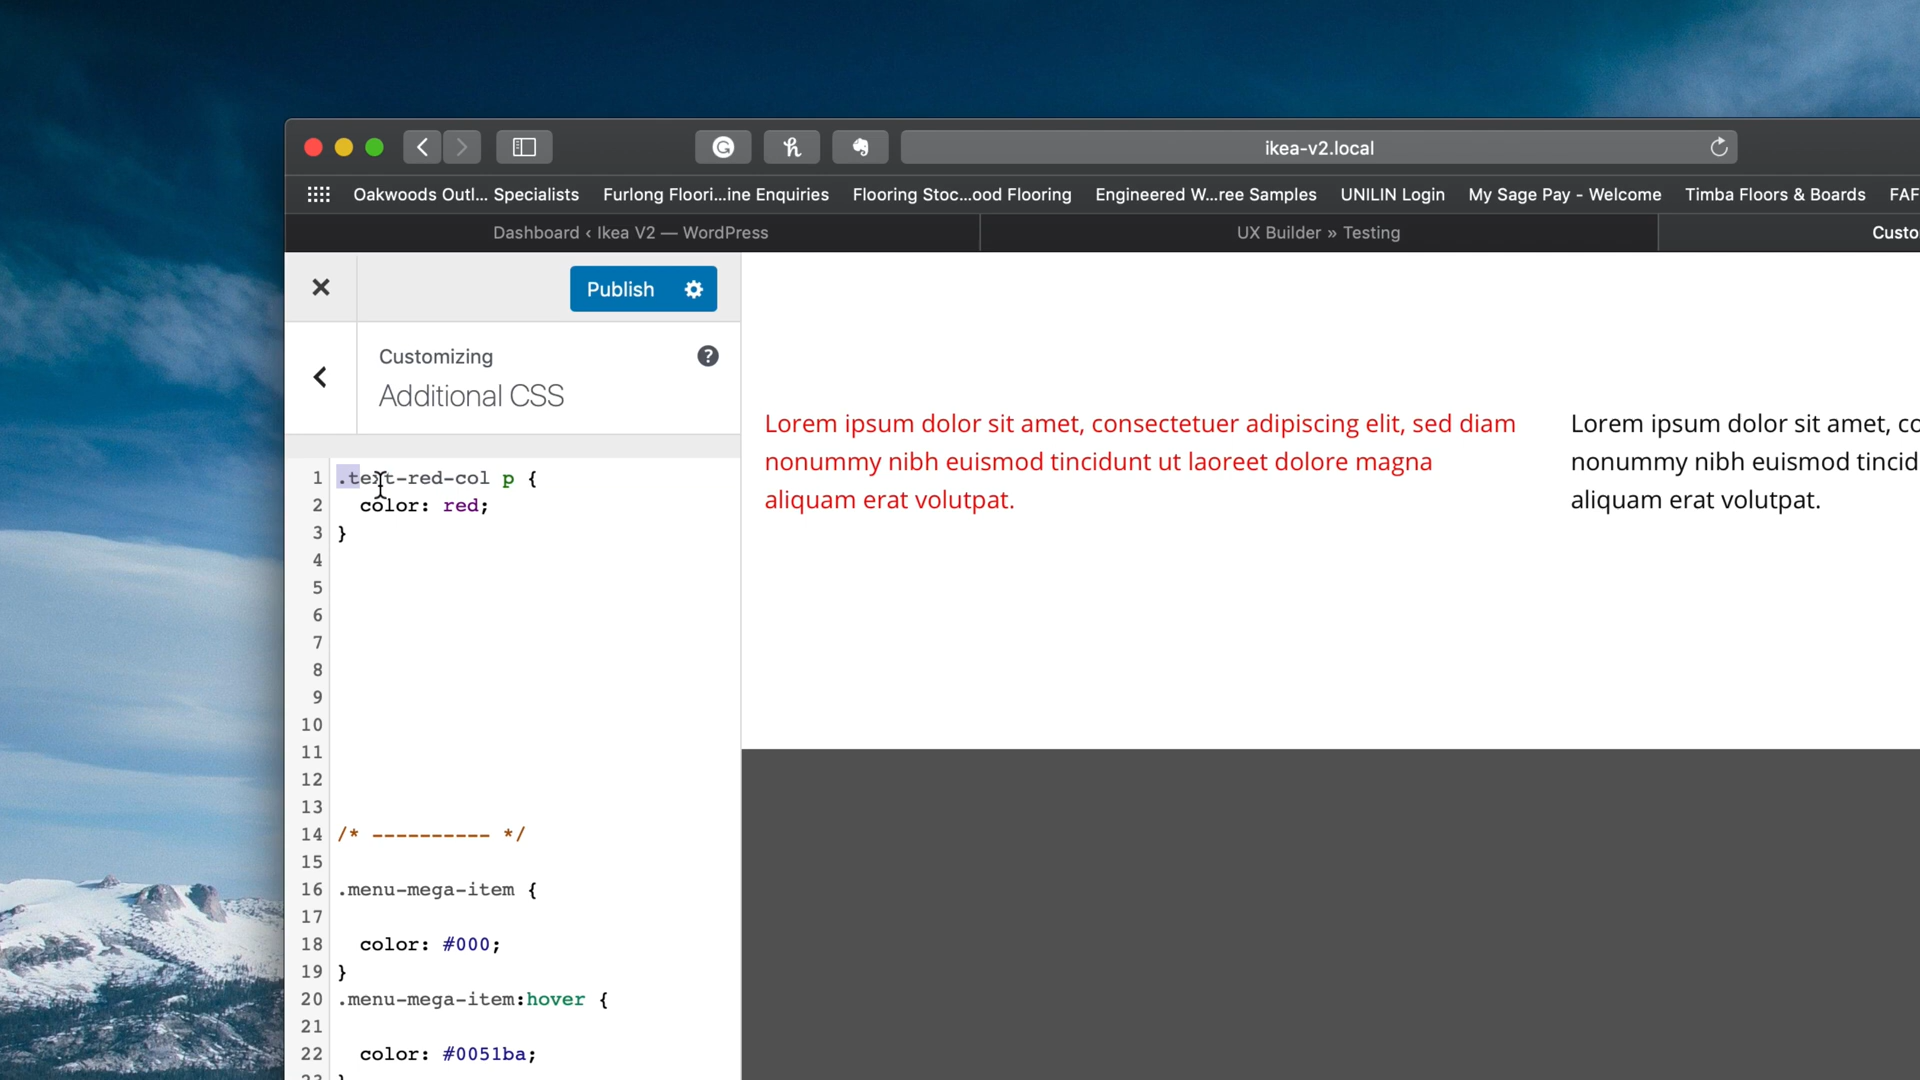 ikea-v2.local
Oakwoods Outl... Specialists Furlong Floori...ine Enquiries Flooring Stoc...ood Flooring Engineered W...ree Samples UNILIN Login My Sage Pay - Welcome Timba Floors & Boards FAF
Dashboard ‹ Ikea V2 — WordPress UX Builder » Testing Custo
Publish
Customizing ?
Additional CSS
Lorem ipsum dolor sit amet, consectetuer adipiscing elit, sed diam
nonummy nibh euismod tincidunt ut laoreet dolore magna
aliquam erat volutpat.
Lorem ipsum dolor sit amet, co
nonummy nibh euismod tincid
aliquam erat volutpat.
1 .text-red-col p {
2 color: red;
3 }
4
5
6
7
8
9
10
11
12
13
14 /* ---------- */
15
16 .menu-mega-item {
17
18 color: #000;
19 }
20 .menu-mega-item:hover {
21
22 color: #0051ba;
23 }